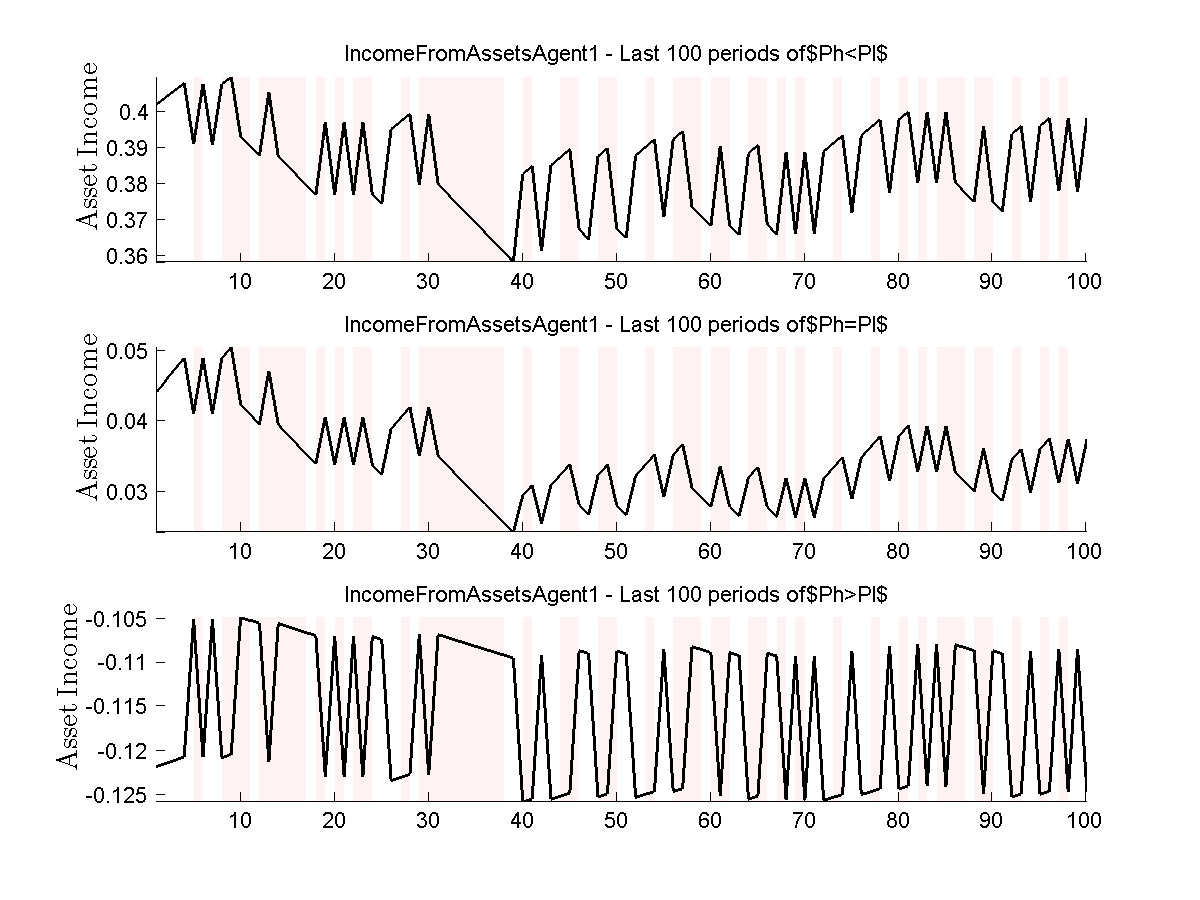 IncomeFromAssetsAgent1 - Last 100 periods of$Ph<Pl$
Asset Income
0.4
0.39
0.38
0.37
0.36
10 20 30 40 50 60 70 80 90 100
IncomeFromAssetsAgent1 - Last 100 periods of$Ph=Pl$
Asset Income
0.05
0.04
0.03
10 20 30 40 50 60 70 80 90 100
IncomeFromAssetsAgent1 - Last 100 periods of$Ph>Pl$
Asset Income
-0.105
-0.11
-0.115
-0.12
-0.125
10 20 30 40 50 60 70 80 90 100